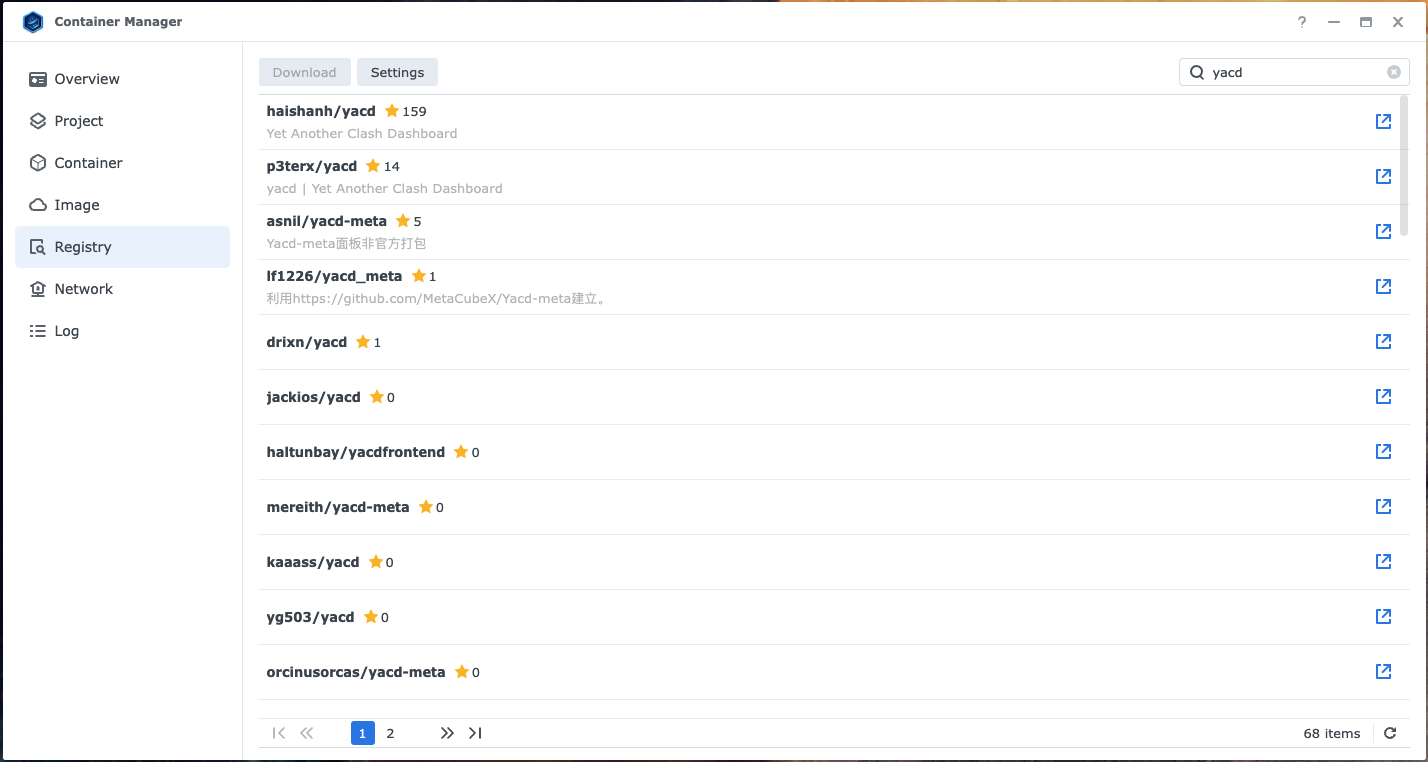 Container Manager
?
Overview
Project
Container
Image
Registry
Network
Log
Download
Settings
yacd
haishanh/yacd 159
Yet Another Clash Dashboard
p3terx/yacd 14
yacd | Yet Another Clash Dashboard
asnil/yacd-meta 5
Yacd-meta面板非官方打包
lf1226/yacd_meta 1
利用https://github.com/MetaCubeX/Yacd-meta建立。
drixn/yacd 1
jackios/yacd 0
haltunbay/yacdfrontend 0
mereith/yacd-meta 0
kaaass/yacd 0
yg503/yacd 0
orcinusorcas/yacd-meta 0
1 2
68 items